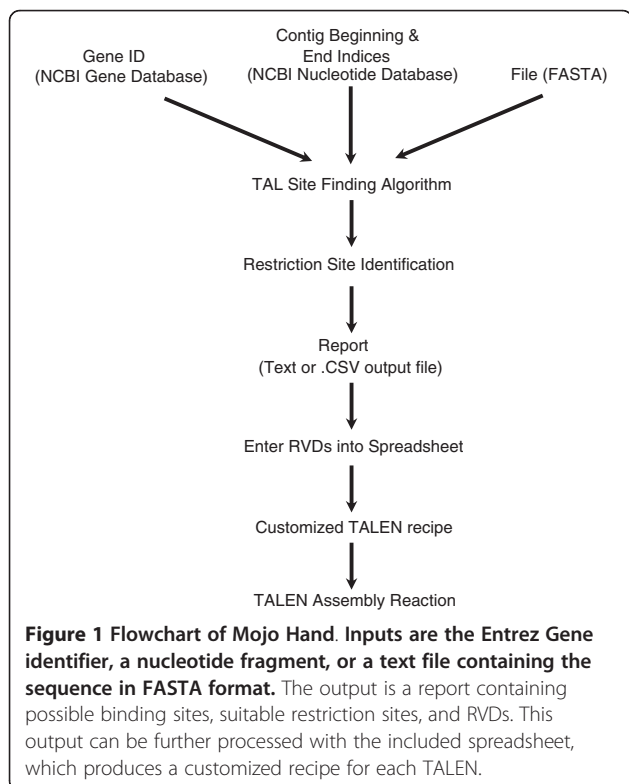 Gene ID
(NCBI Gene Database)
Contig Beginning &
End Indices
(NCBI Nucleotide Database)
File (FASTA)
TAL Site Finding Algorithm
Restriction Site Identification
Report
(Text or .CSV output file)
Enter RVDs into Spreadsheet
Customized TALEN recipe
TALEN Assembly Reaction
Figure 1 Flowchart of Mojo Hand. Inputs are the Entrez Gene
identifier, a nucleotide fragment, or a text file containing the
sequence in FASTA format. The output is a report containing
possible binding sites, suitable restriction sites, and RVDs. This
output can be further processed with the included spreadsheet,
which produces a customized recipe for each TALEN.